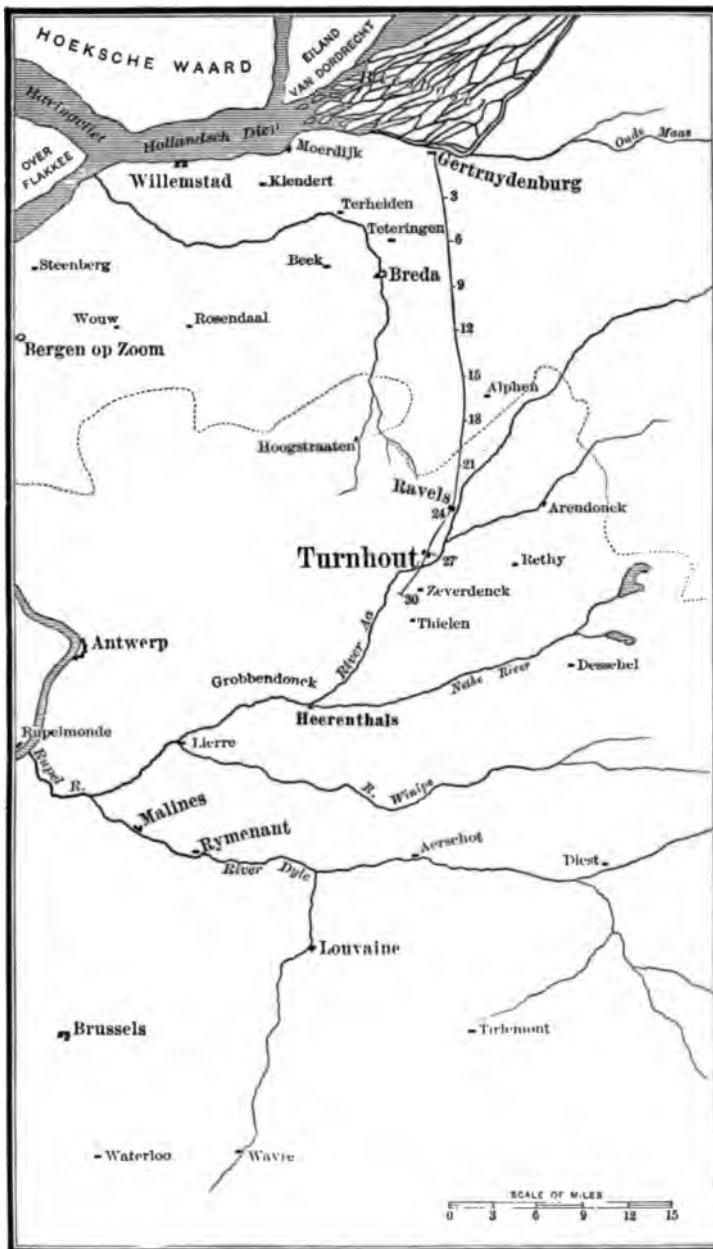 HOEKSCHE WAARD
EILAND
VAN DORDRECHT
Haringvliet
Hollandsch Diep
OVER
FLAKKEE
Moerdijk
Oude Maas
Willemstad
Klendert
Gertruydenburg
3
Terheiden
Teteringen
6
Steenberg
Beek
Breda
9
Wouw
Rosendaal
12
Bergen op Zoom
15
Alphen
18
Hoogstraaten
21
Ravels
24
Arendonck
Turnhout
27
Rethy
30
Zeverdenck
Thielen
River Aa
Antwerp
Grobbendonck
Nethe River
Desschel
Heerenthals
Rupelmonde
Lierre
Rupel R.
R. Winipe
Malines
Rymenant
Aerschot
Diest
River Dyle
Louvaine
Brussels
Tirlemont
Waterloo
Wavre
SCALE OF MILES
0 3 6 9 12 15